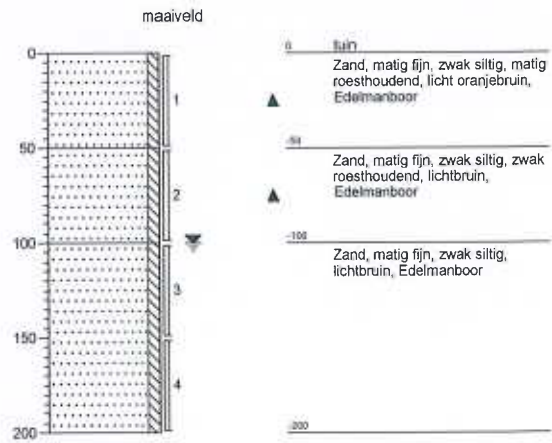 maaiveld
0
50
100
150
200
1
2
3
4
0 tuin
Zand, matig fijn, zwak siltig, matig
roesthoudend, licht oranjebruin,
Edelmanboor
-50
Zand, matig fijn, zwak siltig, zwak
roesthoudend, lichtbruin,
Edelmanboor
-100
Zand, matig fijn, zwak siltig,
lichtbruin, Edelmanboor
-200